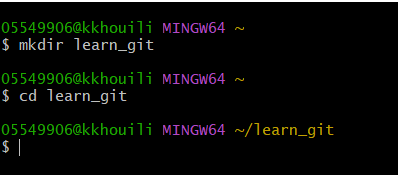 05549906@kkhouili MINGW64 ~
$ mkdir learn_git
05549906@kkhouili MINGW64 ~
$ cd learn_git
05549906@kkhouili MINGW64 ~/learn_git
$